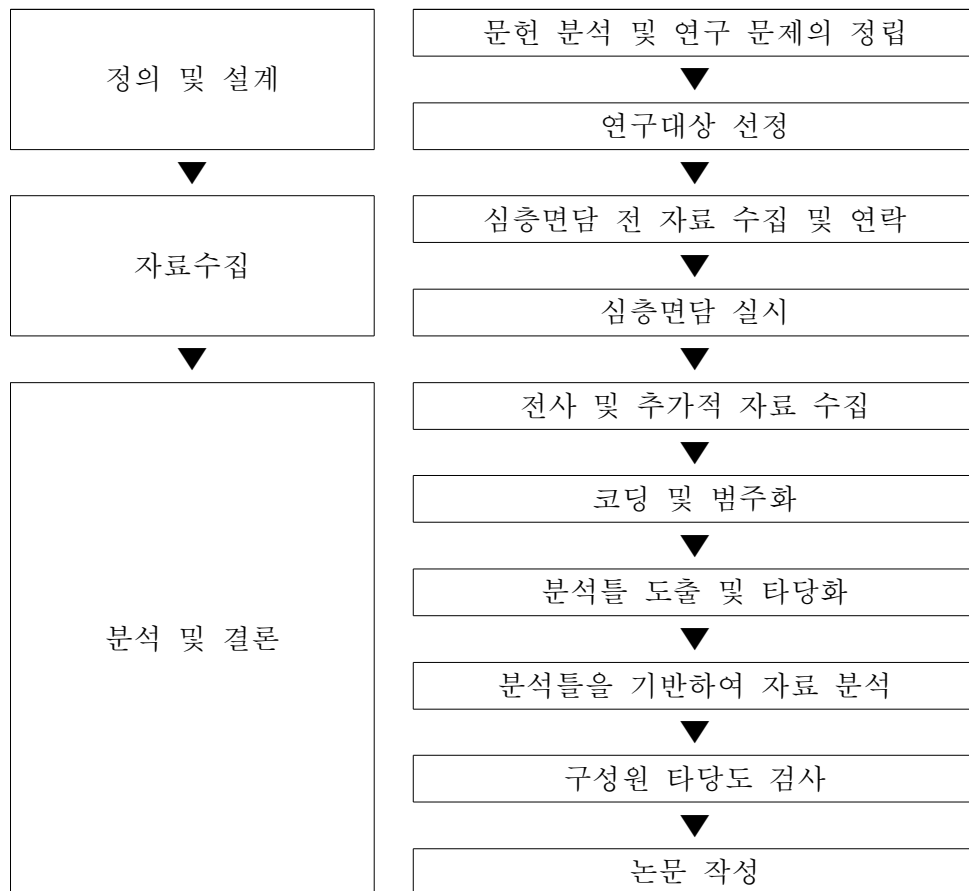 정의 및 설계
문헌 분석 및 연구 문제의 정립
연구대상 선정
자료수집
심층면담 전 자료 수집 및 연락
심층면담 실시
분석 및 결론
전사 및 추가적 자료 수집
코딩 및 범주화
분석틀 도출 및 타당화
분석틀을 기반하여 자료 분석
구성원 타당도 검사
논문 작성